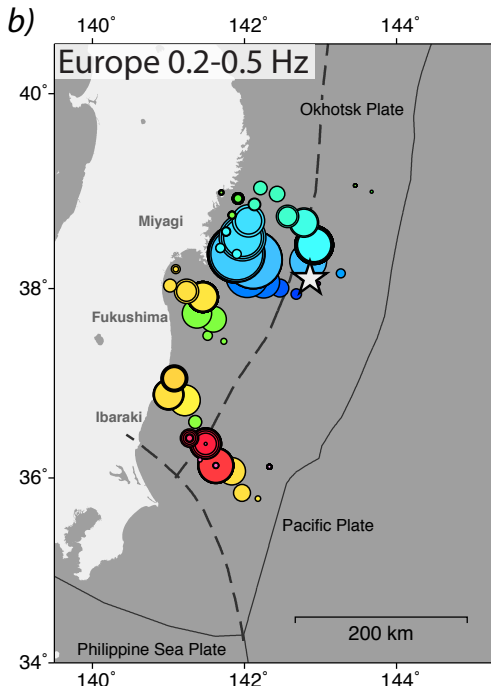 b)
140° 142° 144°
Europe 0.2-0.5 Hz
40°
Okhotsk Plate
Miyagi
38°
Fukushima
Ibaraki
36°
Pacific Plate
200 km
Philippine Sea Plate
34°
140° 142° 144°